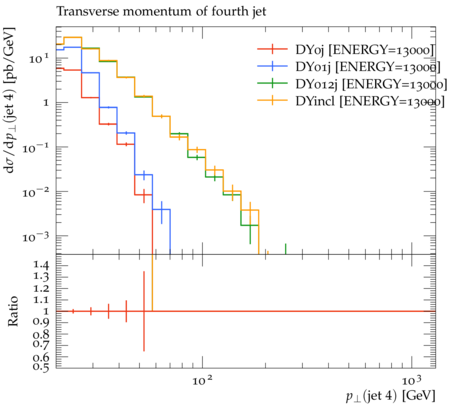 Transverse momentum of fourth jet
dσ/dp⊥(jet 4) [pb/GeV]
10¹
1
10⁻¹
10⁻²
10⁻³
DY0j [ENERGY=13000]
DY01j [ENERGY=13000]
DY012j [ENERGY=13000]
DYincl [ENERGY=13000]
Ratio
1.4
1.3
1.2
1.1
1
0.9
0.8
0.7
0.6
0.5
10²
10³
p⊥(jet 4) [GeV]